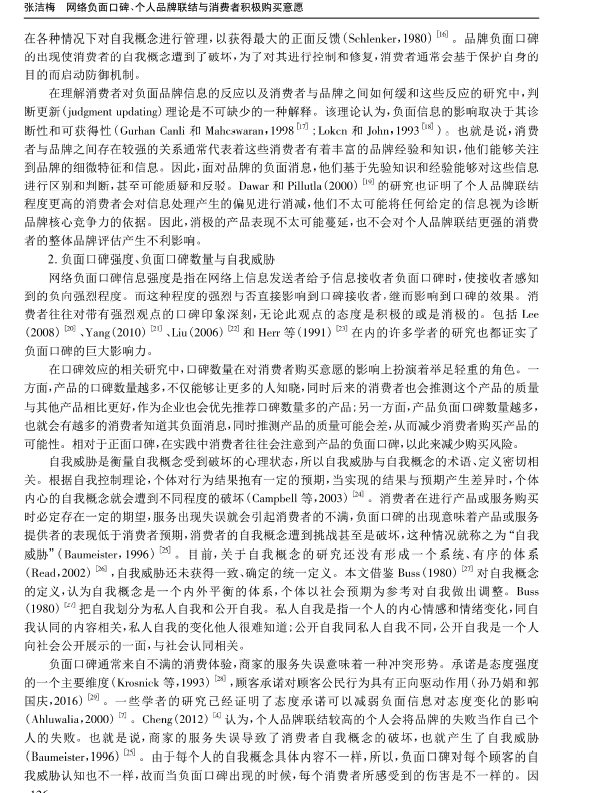 张洁梅　网络负面口碑、个人品牌联结与消费者积极购买意愿
在各种情况下对自我概念进行管理,以获得最大的正面反馈(Schlenker,1980)[16]。品牌负面口碑
的出现使消费者的自我概念遭到了破坏,为了对其进行控制和修复,消费者通常会基于保护自身的
目的而启动防御机制。
在理解消费者对负面品牌信息的反应以及消费者与品牌之间如何缓和这些反应的研究中,判
断更新(judgment updating)理论是不可缺少的一种解释。该理论认为,负面信息的影响取决于其诊
断性和可获得性(Gurhan Canli 和 Mahcswaran,1998[17];Lokcn 和 John,1993[18])。也就是说,消费
者与品牌之间存在较强的关系通常代表着这些消费者有着丰富的品牌经验和知识,他们能够关注
到品牌的细微特征和信息。因此,面对品牌的负面消息,他们基于先验知识和经验能够对这些信息
进行区别和判断,甚至可能质疑和反驳。Dawar 和 Pillutla(2000)[19]的研究也证明了个人品牌联结
程度更高的消费者会对信息处理产生的偏见进行消减,他们不太可能将任何给定的信息视为诊断
品牌核心竞争力的依据。因此,消极的产品表现不太可能蔓延,也不会对个人品牌联结更强的消费
者的整体品牌评估产生不利影响。
2. 负面口碑强度、负面口碑数量与自我威胁
网络负面口碑信息强度是指在网络上信息发送者给予信息接收者负面口碑时,使接收者感知
到的负向强烈程度。而这种程度的强烈与否直接影响到口碑接收者,继而影响到口碑的效果。消
费者往往对带有强烈观点的口碑印象深刻,无论此观点的态度是积极的或是消极的。包括 Lee
(2008)[20]、Yang(2010)[21]、Liu(2006)[22]和 Herr 等(1991)[23]在内的许多学者的研究也都证实了
负面口碑的巨大影响力。
在口碑效应的相关研究中,口碑数量在对消费者购买意愿的影响上扮演着举足轻重的角色。一
方面,产品的口碑数量越多,不仅能够让更多的人知晓,同时后来的消费者也会推测这个产品的质量
与其他产品相比更好,作为企业也会优先推荐口碑数量多的产品;另一方面,产品负面口碑数量越多,
也就会有越多的消费者知道其负面消息,同时推测产品的质量可能会差,从而减少消费者购买产品的
可能性。相对于正面口碑,在实践中消费者往往会注意到产品的负面口碑,以此来减少购买风险。
自我威胁是衡量自我概念受到破坏的心理状态,所以自我威胁与自我概念的术语、定义密切相
关。根据自我控制理论,个体对行为结果抱有一定的预期,当实现的结果与预期产生差异时,个体
内心的自我概念就会遭到不同程度的破坏(Campbell 等,2003)[24]。消费者在进行产品或服务购买
时必定存在一定的期望,服务出现失误就会引起消费者的不满,负面口碑的出现意味着产品或服务
提供者的表现低于消费者预期,消费者的自我概念遭到挑战甚至是破坏,这种情况就称之为“自我
威胁”(Baumeister,1996)[25]。目前,关于自我概念的研究还没有形成一个系统、有序的体系
(Read,2002)[26],自我威胁还未获得一致、确定的统一定义。本文借鉴 Buss(1980)[27]对自我概念
的定义,认为自我概念是一个内外平衡的体系,个体以社会预期为参考对自我做出调整。Buss
(1980)[27]把自我划分为私人自我和公开自我。私人自我是指一个人的内心情感和情绪变化,同自
我认同的内容相关,私人自我的变化他人很难知道;公开自我同私人自我不同,公开自我是一个人
向社会公开展示的一面,与社会认同相关。
负面口碑通常来自不满的消费体验,商家的服务失误意味着一种冲突形势。承诺是态度强度
的一个主要维度(Krosnick 等,1993)[28],顾客承诺对顾客公民行为具有正向驱动作用(孙乃娟和郭
国庆,2016)[29]。一些学者的研究已经证明了态度承诺可以减弱负面信息对态度变化的影响
(Ahluwalia,2000)[7]。Cheng(2012)[4]认为,个人品牌联结较高的个人会将品牌的失败当作自己个
人的失败。也就是说,商家的服务失误导致了消费者自我概念的破坏,也就产生了自我威胁
(Baumeister,1996)[25]。由于每个人的自我概念具体内容不一样,所以,负面口碑对每个顾客的自
我威胁认知也不一样,故而当负面口碑出现的时候,每个消费者所感受到的伤害是不一样的。因